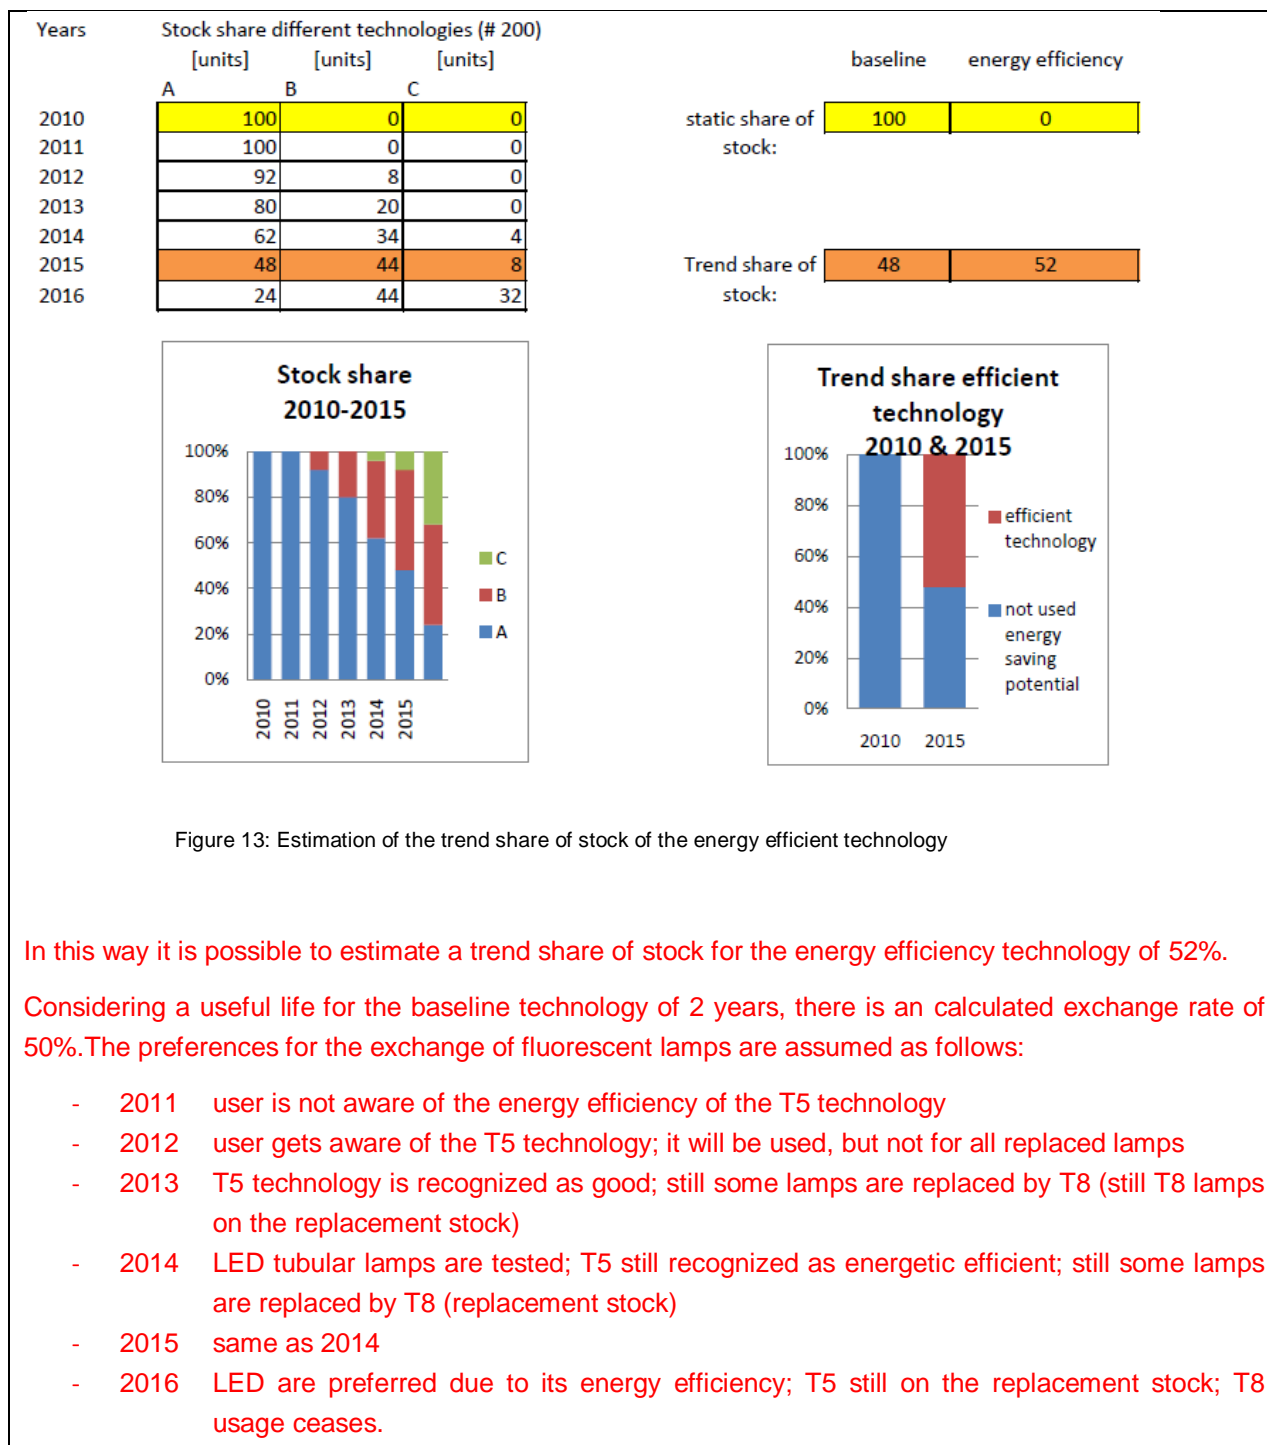 Years Stock share different technologies (# 200)
[units] [units] [units] baseline energy efficiency
A B C
2010 100 0 0 static share of 100 0
2011 100 0 0 stock:
2012 92 8 0
2013 80 20 0
2014 62 34 4
2015 48 44 8 Trend share of 48 52
2016 24 44 32 stock:
Stock share
2010-2015
100%
80%
60%
40%
20%
0%
2010 2011 2012 2013 2014 2015
C
B
A
Trend share efficient
technology
2010 & 2015
100%
80%
60%
40%
20%
0%
2010 2015
efficient
technology
not used
energy
saving
potential
Figure 13: Estimation of the trend share of stock of the energy efficient technology
In this way it is possible to estimate a trend share of stock for the energy efficiency technology of 52%.
Considering a useful life for the baseline technology of 2 years, there is an calculated exchange rate of
50%.The preferences for the exchange of fluorescent lamps are assumed as follows:
- 2011 user is not aware of the energy efficiency of the T5 technology
- 2012 user gets aware of the T5 technology; it will be used, but not for all replaced lamps
- 2013 T5 technology is recognized as good; still some lamps are replaced by T8 (still T8 lamps
on the replacement stock)
- 2014 LED tubular lamps are tested; T5 still recognized as energetic efficient; still some lamps
are replaced by T8 (replacement stock)
- 2015 same as 2014
- 2016 LED are preferred due to its energy efficiency; T5 still on the replacement stock; T8
usage ceases.